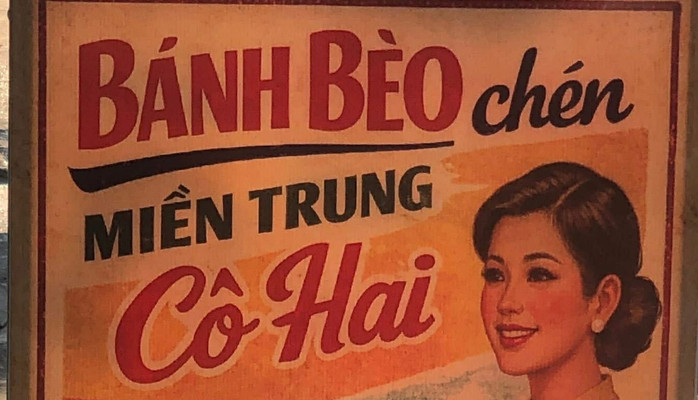 BÁNH BÈO chén
MIỀN TRUNG
Cô Hai